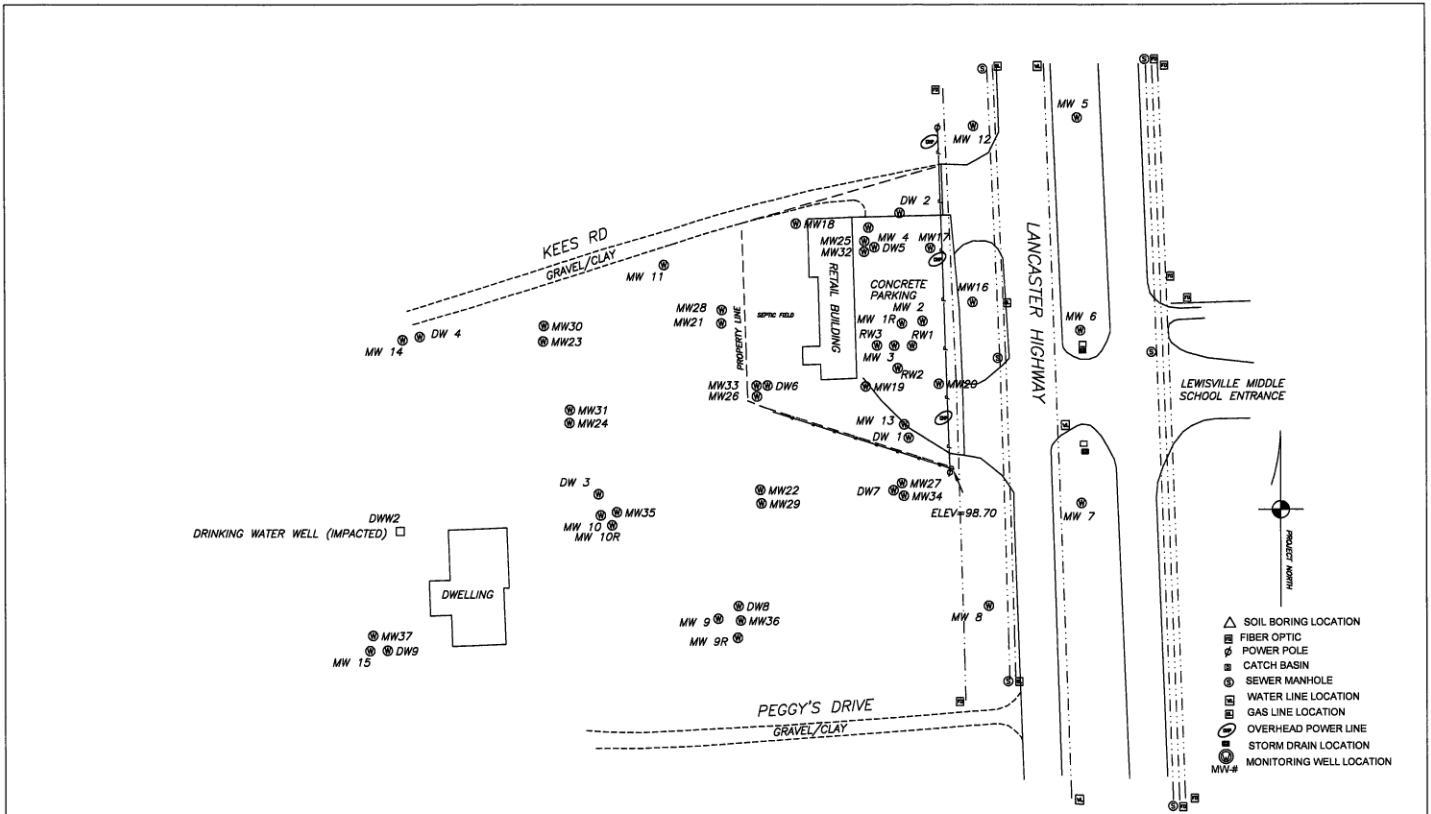 MW 5
MW 12
DW 2
MW18
MW 4
MW17
MW25
DW5
MW32
KEES RD
GRAVEL/CLAY
MW 11
LANCASTER HIGHWAY
RETAIL BUILDING
CONCRETE
PARKING
MW16
MW 2
MW28
MW 1R
MW21
PROPERTY LINE
SEPTIC FIELD
MW 6
DW 4
MW 14
MW30
MW23
RW3
RW1
MW 3
RW2
MW33
DW6
MW26
MW19
MW20
LEWISVILLE MIDDLE
SCHOOL ENTRANCE
MW31
MW24
MW 13
DW 1
DW 3
MW22
MW29
DW7
MW27
MW34
ELEV=98.70
MW 7
MW35
MW 10
MW 10R
DWW2
DRINKING WATER WELL (IMPACTED)
DWELLING
PROJECT NORTH
DW8
MW 9
MW36
MW 9R
MW 8
MW37
MW 15
DW9
PEGGY'S DRIVE
GRAVEL/CLAY
SOIL BORING LOCATION
FIBER OPTIC
POWER POLE
CATCH BASIN
SEWER MANHOLE
WATER LINE LOCATION
GAS LINE LOCATION
OVERHEAD POWER LINE
STORM DRAIN LOCATION
MONITORING WELL LOCATION
MW-#